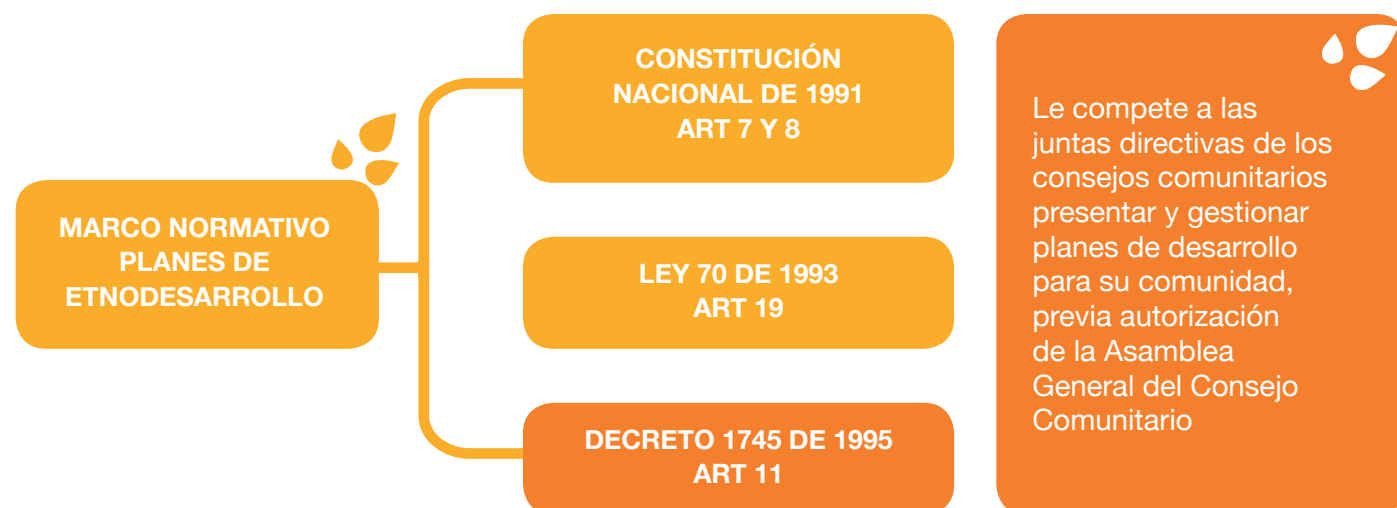 MARCO NORMATIVO
PLANES DE
ETNODESARROLLO
CONSTITUCIÓN
NACIONAL DE 1991
ART 7 Y 8
LEY 70 DE 1993
ART 19
DECRETO 1745 DE 1995
ART 11
Le compete a las
juntas directivas de los
consejos comunitarios
presentar y gestionar
planes de desarrollo
para su comunidad,
previa autorización
de la Asamblea
General del Consejo
Comunitario